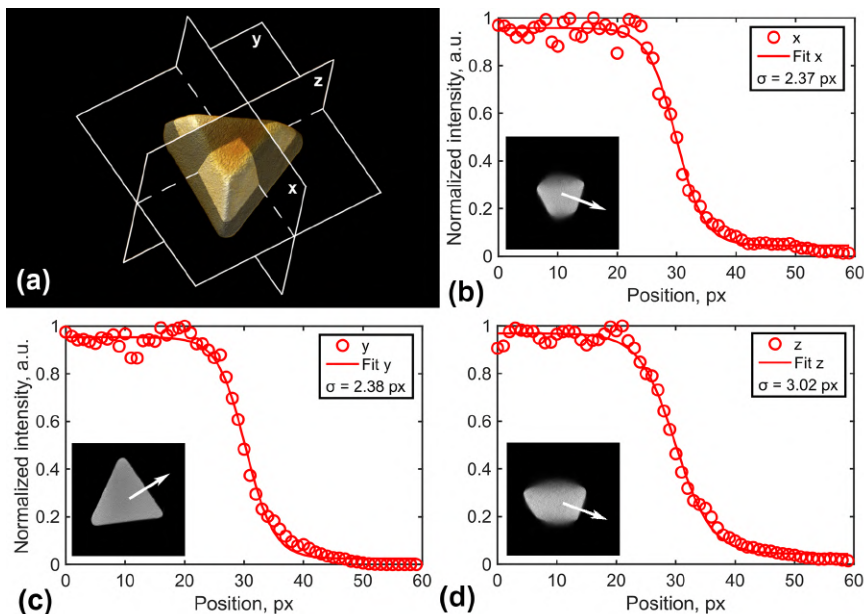 (a)
y
z
x
(b)
Normalized intensity, a.u.
1
0.8
0.6
0.4
0.2
0
0 10 20 30 40 50 60
Position, px
x
Fit x
σ = 2.37 px
(c)
Normalized intensity, a.u.
1
0.8
0.6
0.4
0.2
0
0 10 20 30 40 50 60
Position, px
y
Fit y
σ = 2.38 px
(d)
Normalized intensity, a.u.
1
0.8
0.6
0.4
0.2
0
0 10 20 30 40 50 60
Position, px
z
Fit z
σ = 3.02 px